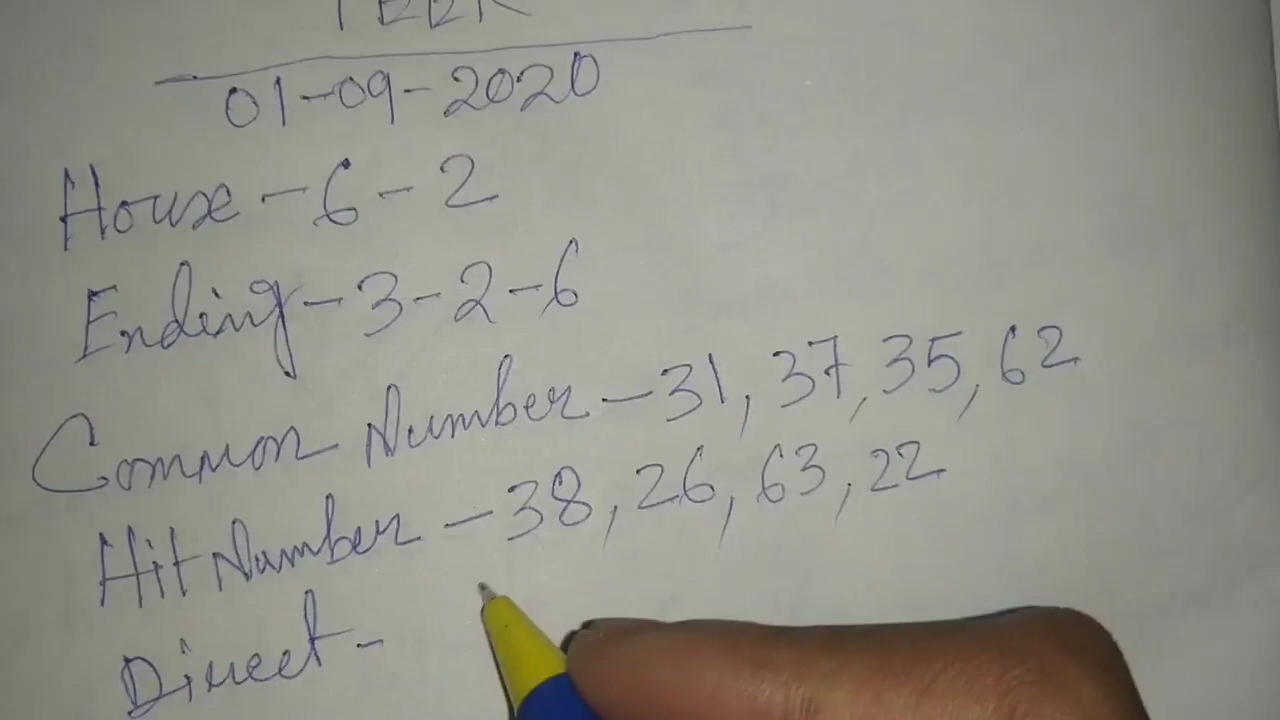 TEER
01-09-2020
House - 6 - 2
Ending - 3 - 2 - 6
Common Number - 31, 37, 35, 62
Hit Number - 38, 26, 63, 22
Direct -